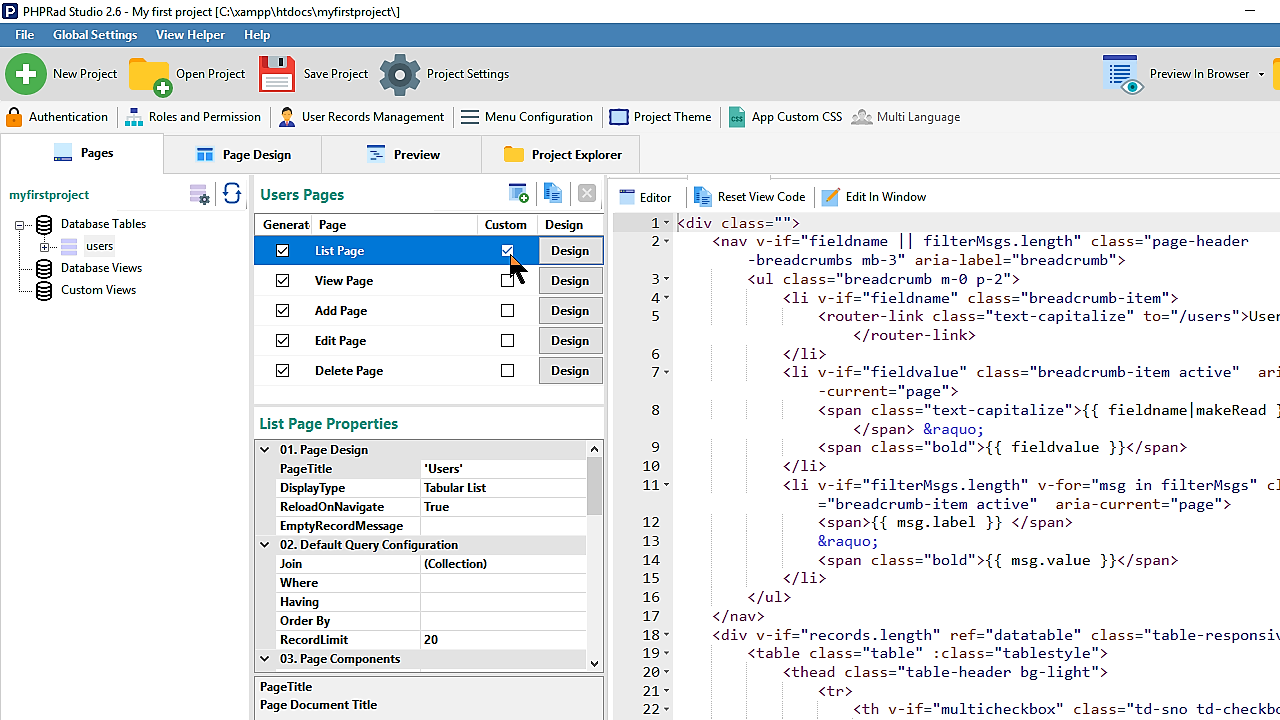 PHPRad Studio 2.6 - My first project [C:\xampp\htdocs\myfirstproject\]
File Global Settings View Helper Help
New Project Open Project Save Project Project Settings Preview In Browser
Authentication Roles and Permission User Records Management Menu Configuration Project Theme App Custom CSS Multi Language
Pages Page Design Preview Project Explorer
myfirstproject
Database Tables
users
Database Views
Custom Views
Users Pages
Generat Page Custom Design
List Page Design
View Page Design
Add Page Design
Edit Page Design
Delete Page Design
List Page Properties
01. Page Design
PageTitle 'Users'
DisplayType Tabular List
ReloadOnNavigate True
EmptyRecordMessage
02. Default Query Configuration
Join (Collection)
Where
Having
Order By
RecordLimit 20
03. Page Components
PageTitle
Page Document Title
Editor Reset View Code Edit In Window
1 <div class="">
2 <nav v-if="fieldname || filterMsgs.length" class="page-header
-breadcrumbs mb-3" aria-label="breadcrumb">
3 <ul class="breadcrumb m-0 p-2">
4 <li v-if="fieldname" class="breadcrumb-item">
5 <router-link class="text-capitalize" to="/users">User
</router-link>
6 </li>
7 <li v-if="fieldvalue" class="breadcrumb-item active" ari
-current="page">
8 <span class="text-capitalize">{{ fieldname|makeRead }
</span> &raquo;
9 <span class="bold">{{ fieldvalue }}</span>
10 </li>
11 <li v-if="filterMsgs.length" v-for="msg in filterMsgs" cl
="breadcrumb-item active" aria-current="page">
12 <span>{{ msg.label }} </span>
13 &raquo;
14 <span class="bold">{{ msg.value }}</span>
15 </li>
16 </ul>
17 </nav>
18 <div v-if="records.length" ref="datatable" class="table-responsiv
19 <table class="table" :class="tablestyle">
20 <thead class="table-header bg-light">
21 <tr>
22 <th v-if="multicheckbox" class="td-sno td-checkbo